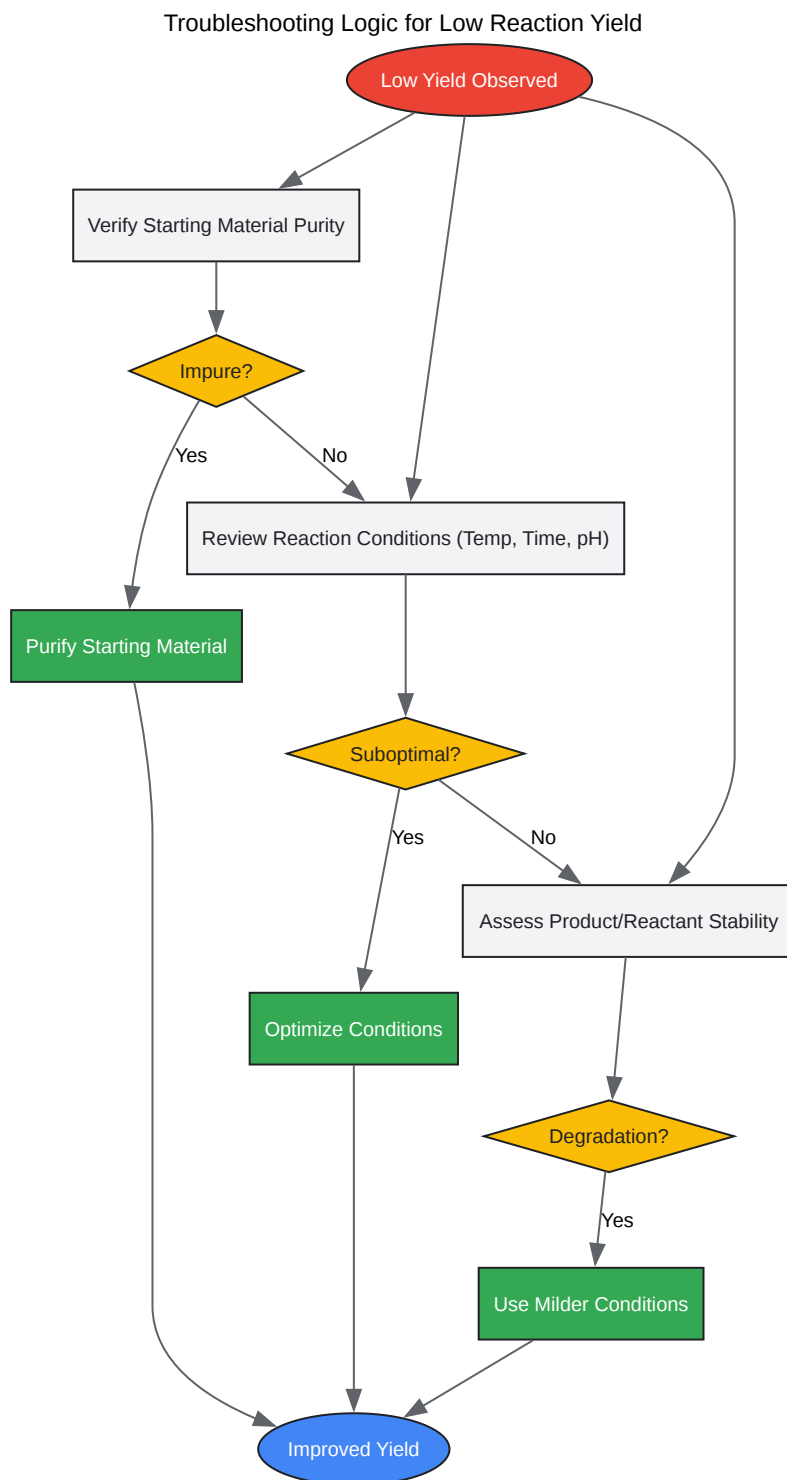 Troubleshooting Logic for Low Reaction Yield
Low Yield Observed
Verify Starting Material Purity
Impure?
Yes
No
Review Reaction Conditions (Temp, Time, pH)
Purify Starting Material
Suboptimal?
Yes
No
Assess Product/Reactant Stability
Optimize Conditions
Degradation?
Yes
Use Milder Conditions
Improved Yield